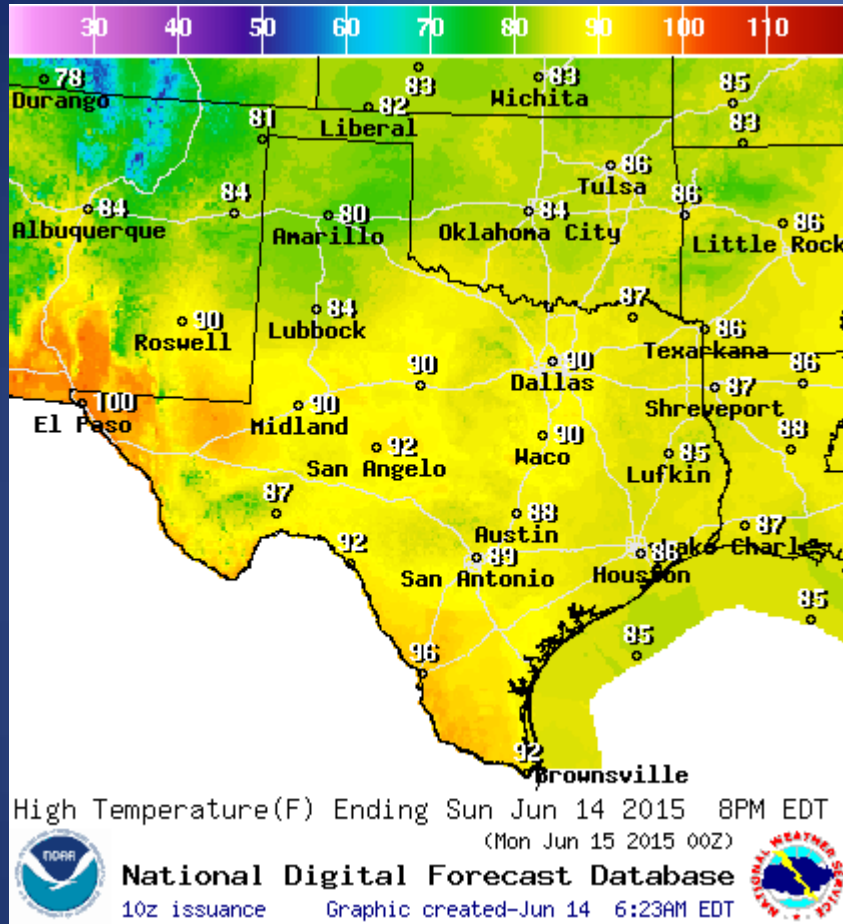 30 40 50 60 70 80 90 100 110
78
Durango
83
83
Wichita
82
Liberal
85
81
83
86
Tulsa
84
Albuquerque
84
80
Amarillo
84
Oklahoma City
86
86
Little Rock
90
Roswell
84
Lubbock
87
86
Texarkana
90
90
Dallas
86
87
Shreveport
100
El Paso
90
Midland
92
San Angelo
90
Waco
88
85
Lufkin
87
88
Austin
87
Lake Charles
92
89
San Antonio
86
Houston
85
85
96
92
Brownsville
High Temperature(F) Ending Sun Jun 14 2015 8PM EDT
(Mon Jun 15 2015 00Z)
NOAA
National Digital Forecast Database
10z issuance Graphic created-Jun 14 6:23AM EDT
NATIONAL WEATHER SERVICE